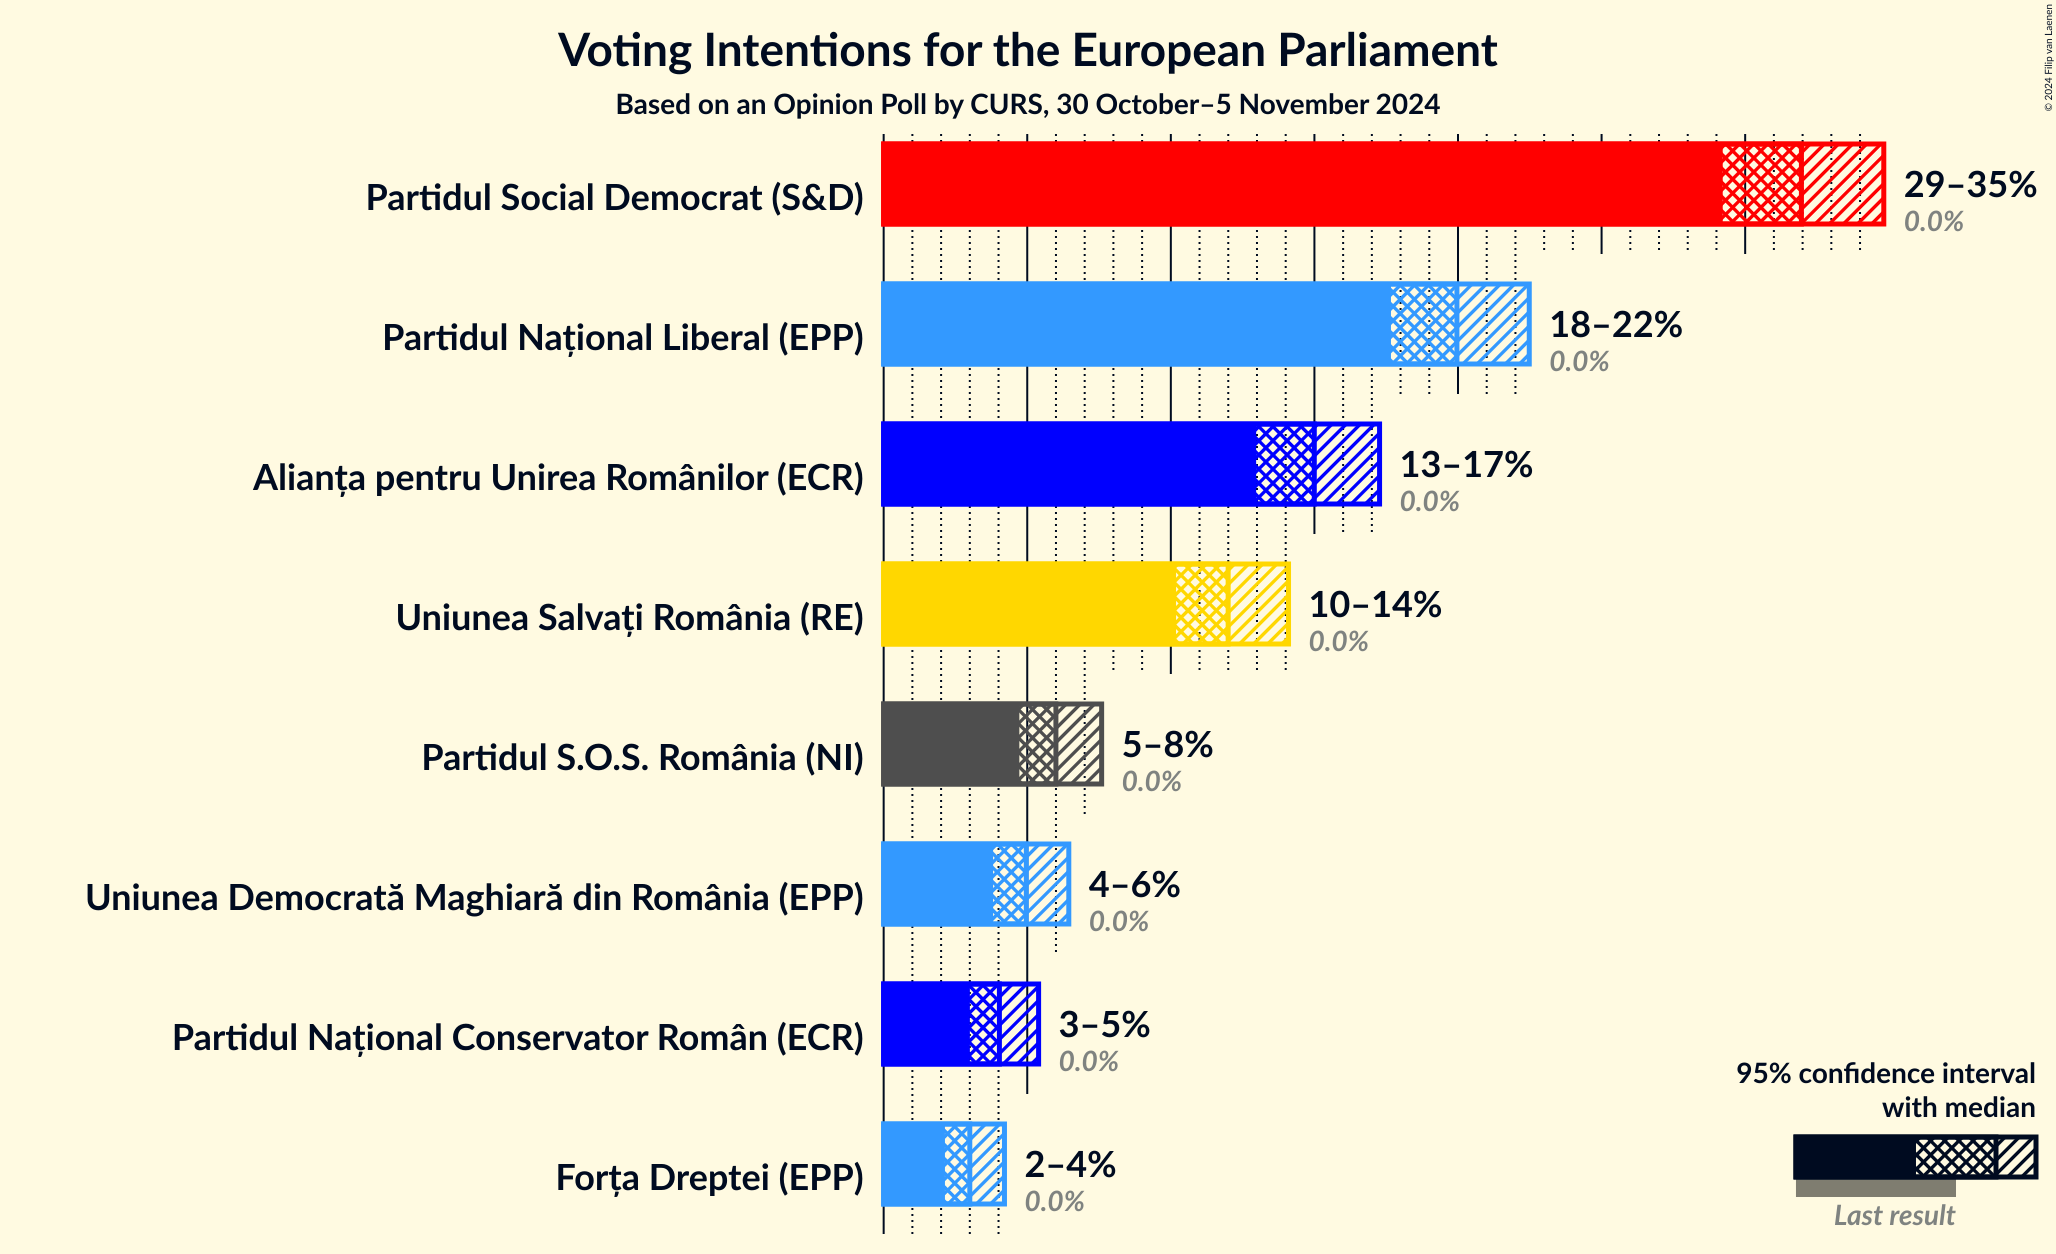 Voting Intentions for the European Parliament
Based on an Opinion Poll by CURS, 30 October–5 November 2024
© 2024 Filip van Laenen
Partidul Social Democrat (S&D)
29–35%
0.0%
Partidul Național Liberal (EPP)
18–22%
0.0%
Alianța pentru Unirea Românilor (ECR)
13–17%
0.0%
Uniunea Salvați România (RE)
10–14%
0.0%
Partidul S.O.S. România (NI)
5–8%
0.0%
Uniunea Democrată Maghiară din România (EPP)
4–6%
0.0%
Partidul Național Conservator Român (ECR)
3–5%
0.0%
Forța Dreptei (EPP)
2–4%
0.0%
95% confidence interval
with median
Last result